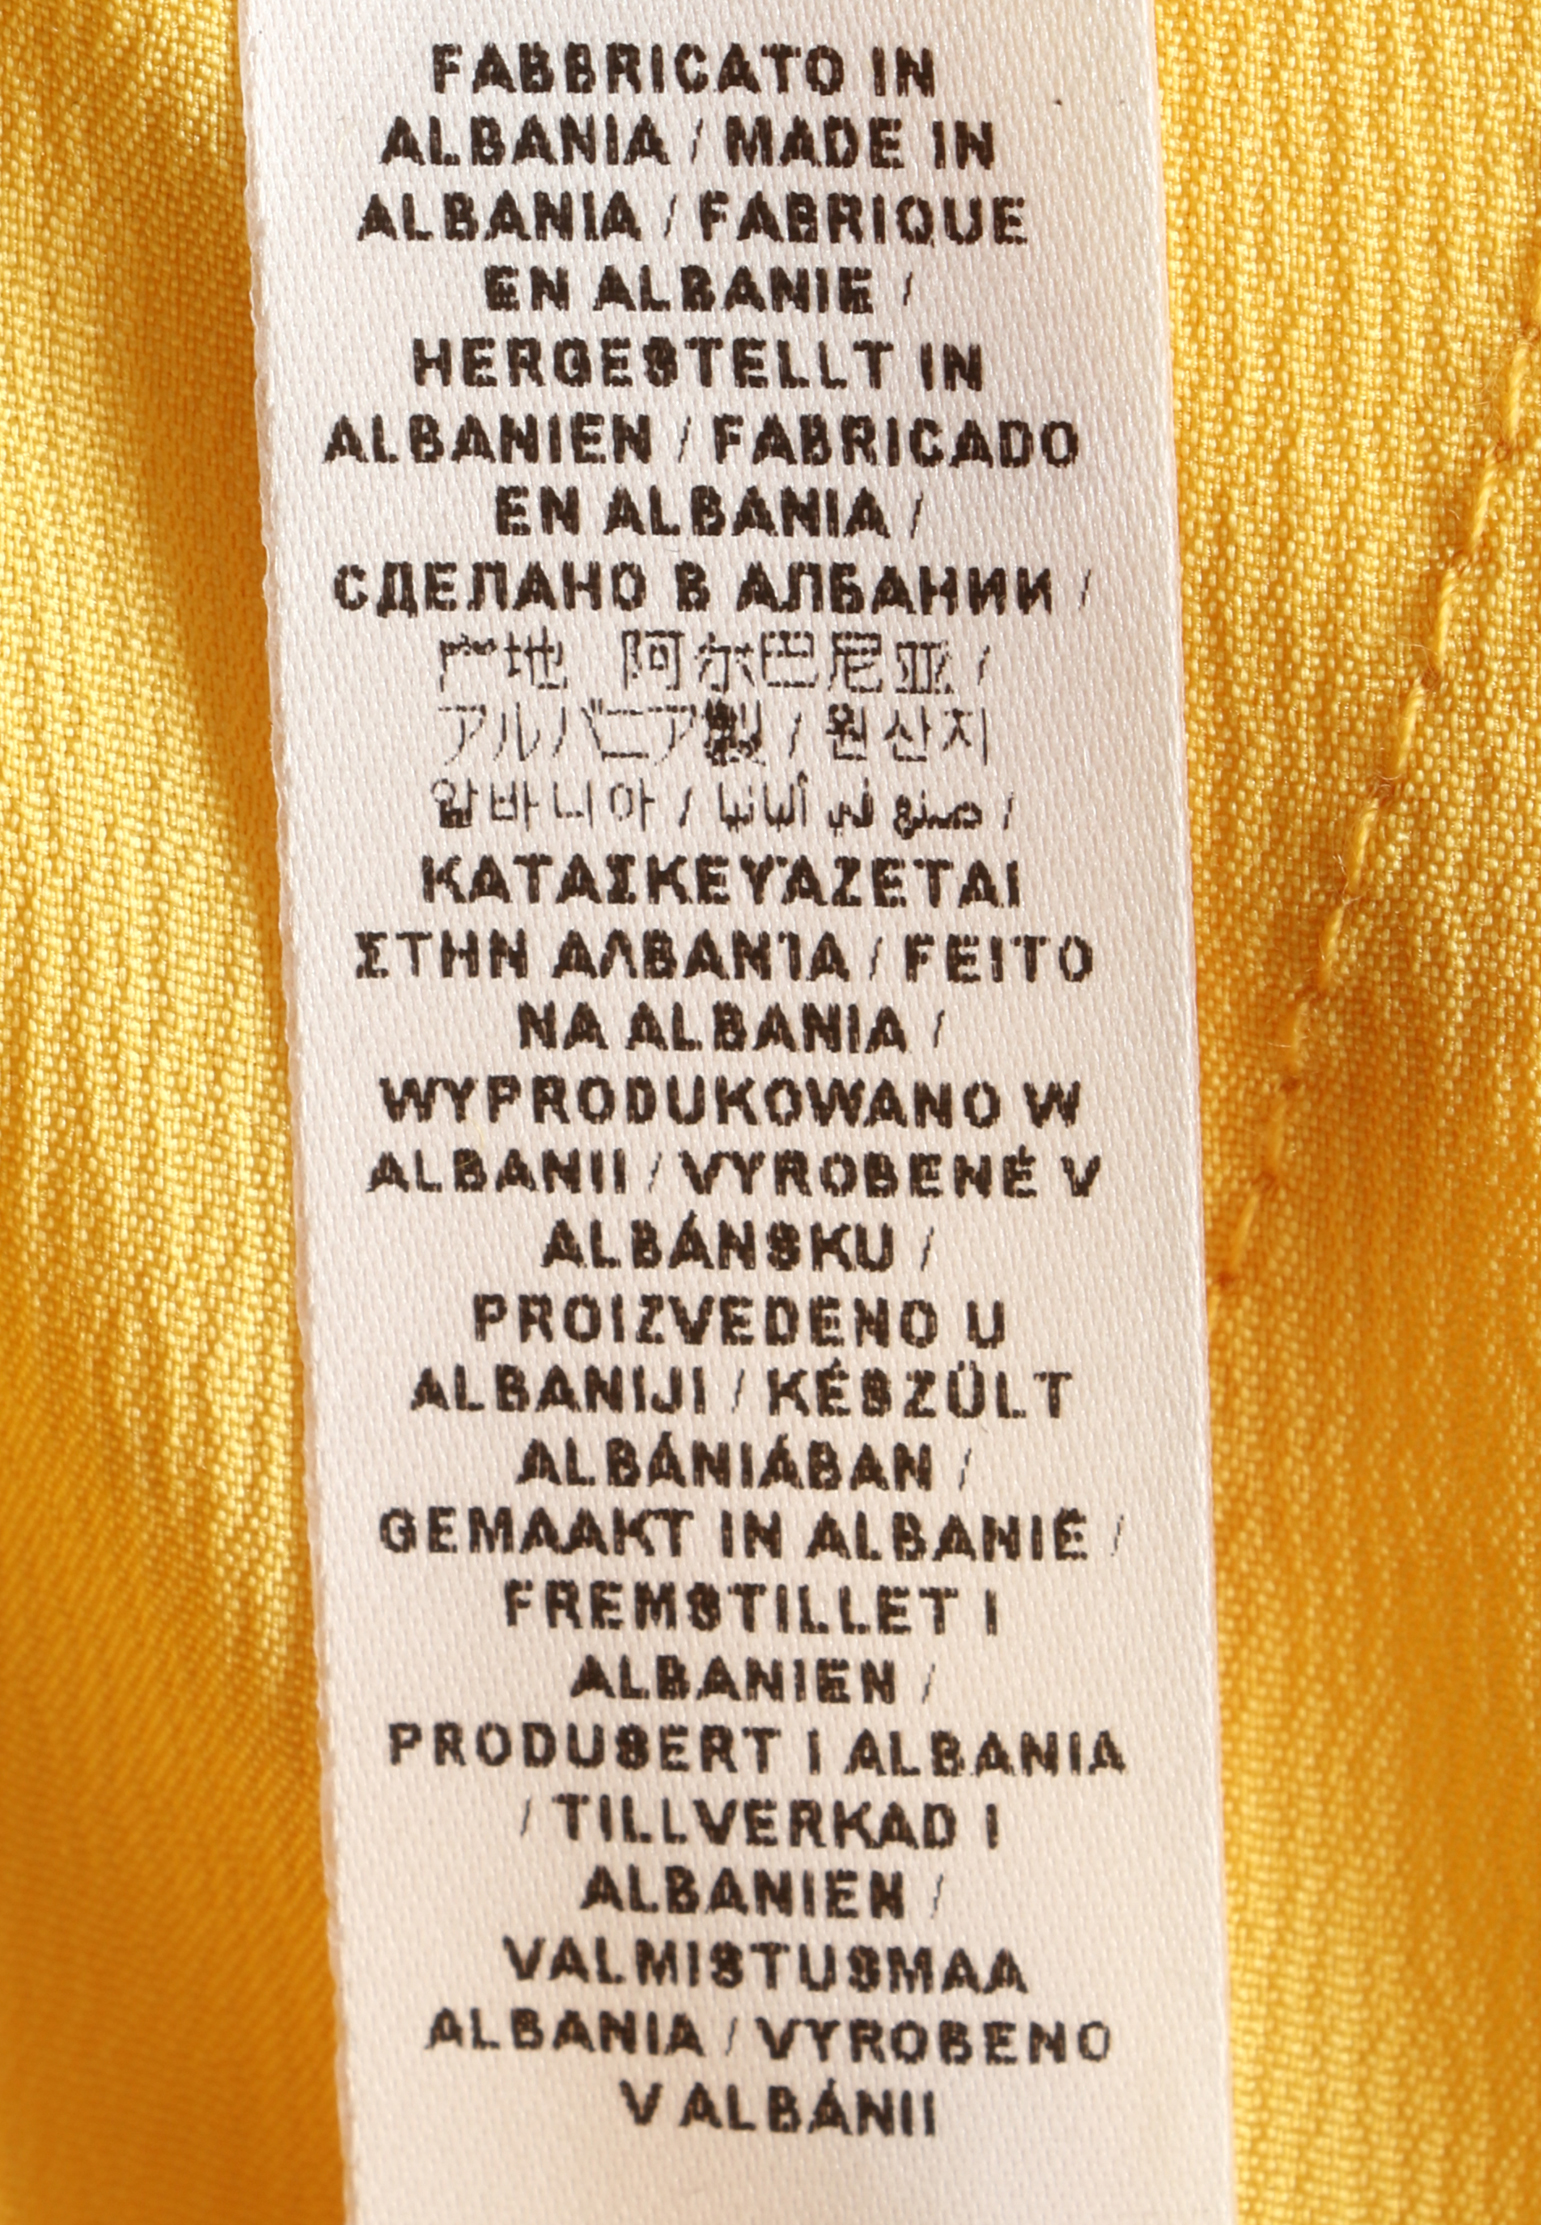 FABBRICATO IN
ALBANIA / MADE IN
ALBANIA / FABRIQUE
EN ALBANIE /
HERGESTELLT IN
ALBANIEN / FABRICADO
EN ALBANIA /
СДЕЛАНО В АЛБАНИИ /
产地 阿尔巴尼亚 /
アルバニア製 / 원산지
알바니아 / صنع في ألبانيا /
ΚΑΤΑΣΚΕΥΆΖΕΤΑΙ
ΣΤΗΝ ΑΛΒΑΝΊΑ / FEITO
NA ALBANIA /
WYPRODUKOWANO W
ALBANII / VYROBENÉ V
ALBÁNSKU /
PROIZVEDENO U
ALBANIJI / KÉSZÜLT
ALBÁNIÁBAN /
GEMAAKT IN ALBANIË /
FREMSTILLET I
ALBANIEN /
PRODUSERT I ALBANIA
/ TILLVERKAD I
ALBANIEN /
VALMISTUSMAA
ALBANIA / VYROBENO
V ALBÁNII